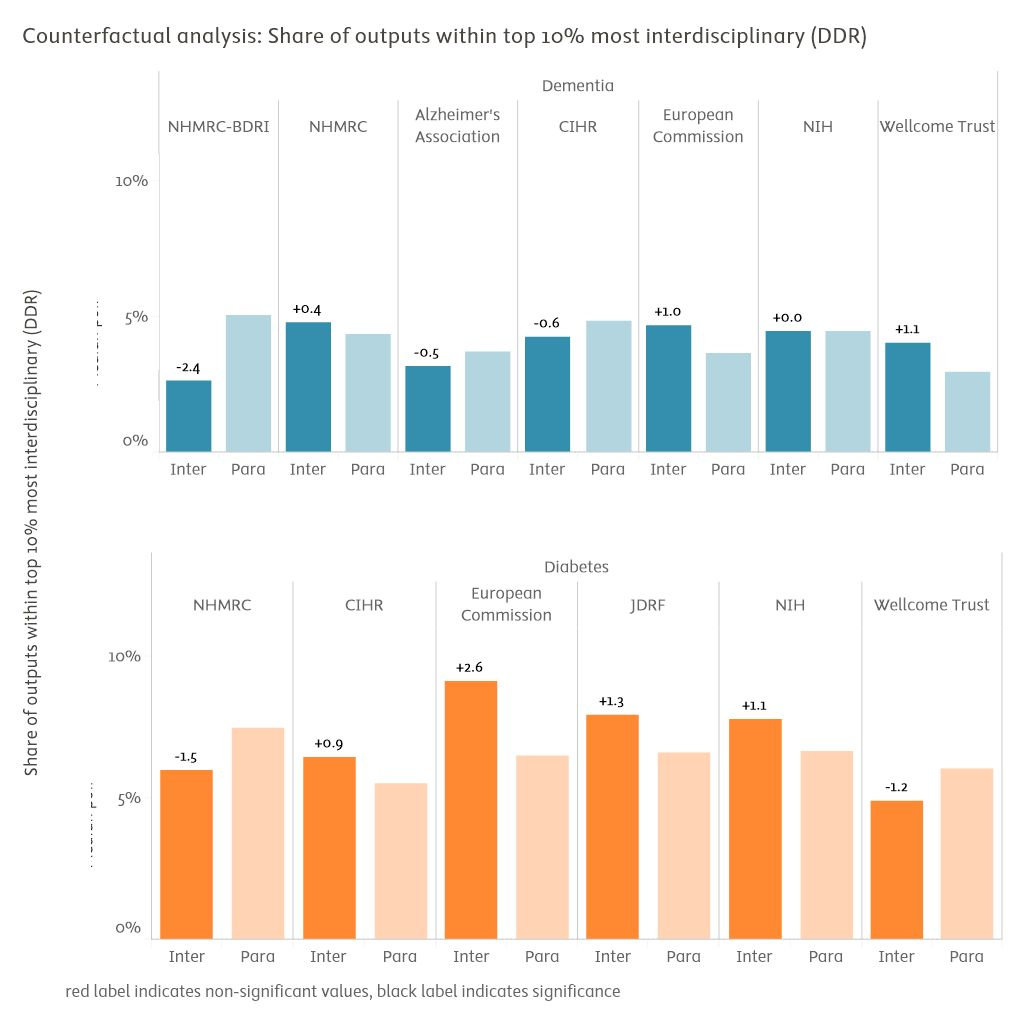 Counterfactual analysis: Share of outputs within top 10% most interdisciplinary (DDR)
Share of outputs within top 10% most interdisciplinary (DDR)
Dementia
NHMRC-BDRI NHMRC Alzheimer's Association CIHR European Commission NIH Wellcome Trust
10%
5%
0%
-2.4 +0.4 -0.5 -0.6 +1.0 +0.0 +1.1
Inter Para Inter Para Inter Para Inter Para Inter Para Inter Para Inter Para
Diabetes
NHMRC CIHR European Commission JDRF NIH Wellcome Trust
10%
5%
0%
-1.5 +0.9 +2.6 +1.3 +1.1 -1.2
Inter Para Inter Para Inter Para Inter Para Inter Para Inter Para
red label indicates non-significant values, black label indicates significance